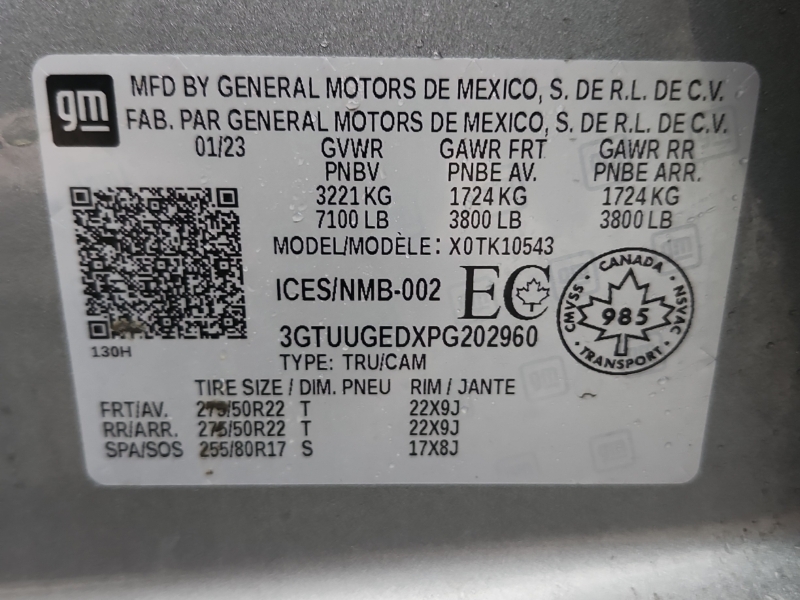 gm
MFD BY GENERAL MOTORS DE MEXICO, S. DE R.L. DE C.V.
FAB. PAR GENERAL MOTORS DE MEXICO, S. DE R.L. DE C.V.
01/23 GVWR GAWR FRT GAWR RR
PNBV PNBE AV. PNBE ARR.
3221 KG 1724 KG 1724 KG
7100 LB 3800 LB 3800 LB
MODEL/MODÈLE: X0TK10543
ICES/NMB-002 EC
CANADA
CMVSS 985 NSVAC
TRANSPORT
3GTUUGEDXPG202960
130H
TYPE: TRU/CAM
TIRE SIZE / DIM. PNEU RIM / JANTE
FRT/AV. 275/50R22 T 22X9J
RR/ARR. 275/50R22 T 22X9J
SPA/SOS 255/80R17 S 17X8J